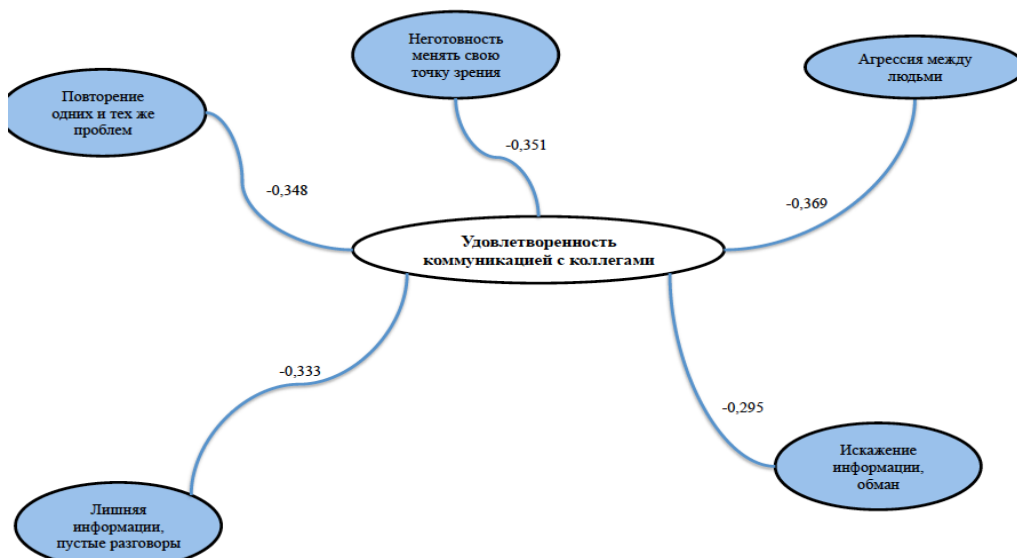 Неготовность
менять свою
точку зрения
Агрессия между
людьми
Повторение
одних и тех же
проблем
-0,351
-0,348
-0,369
Удовлетворенность
коммуникацией с коллегами
-0,333
-0,295
Искажение
информации,
обман
Лишняя
информации,
пустые разговоры